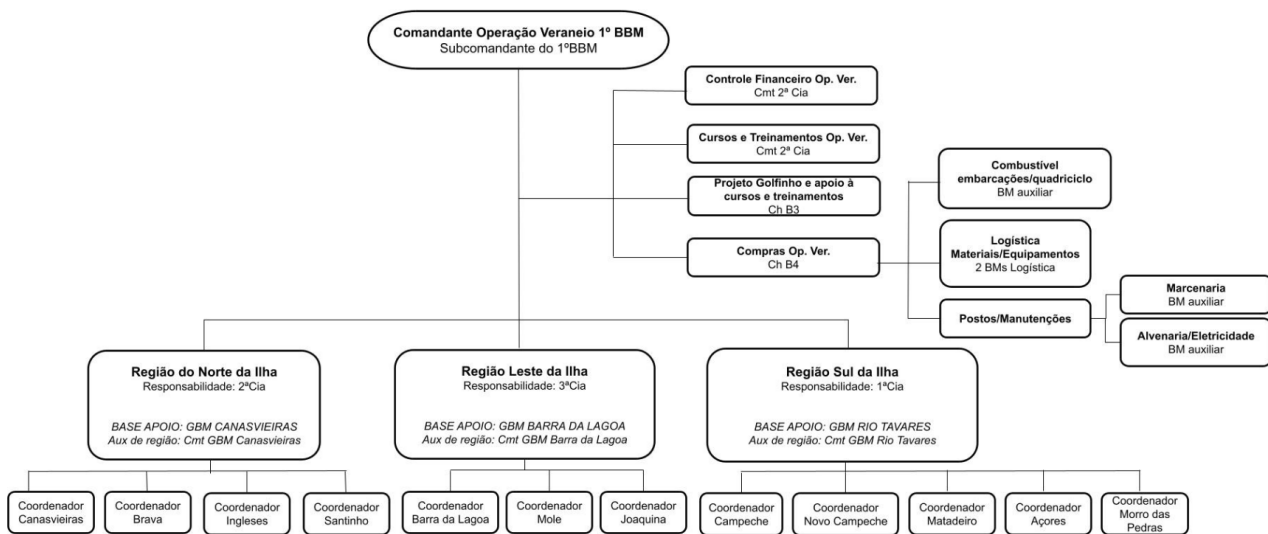 Comandante Operação Veraneio 1º BBM
Subcomandante do 1ºBBM
Controle Financeiro Op. Ver.
Cmt 2ª Cia
Cursos e Treinamentos Op. Ver.
Cmt 2ª Cia
Projeto Golfinho e apoio à
cursos e treinamentos
Ch B3
Compras Op. Ver.
Ch B4
Combustível
embarcações/quadriciclo
BM auxiliar
Logística
Materiais/Equipamentos
2 BMs Logística
Postos/Manutenções
Marcenaria
BM auxiliar
Alvenaria/Eletricidade
BM auxiliar
Região do Norte da Ilha
Responsabilidade: 2ªCia
BASE APOIO: GBM CANASVIEIRAS
Aux de região: Cmt GBM Canasvieiras
Região Leste da Ilha
Responsabilidade: 3ªCia
BASE APOIO: GBM BARRA DA LAGOA
Aux de região: Cmt GBM Barra da Lagoa
Região Sul da Ilha
Responsabilidade: 1ªCia
BASE APOIO: GBM RIO TAVARES
Aux de região: Cmt GBM Rio Tavares
Coordenador
Canasvieiras
Coordenador
Brava
Coordenador
Ingleses
Coordenador
Santinho
Coordenador
Barra da Lagoa
Coordenador
Mole
Coordenador
Joaquina
Coordenador
Campeche
Coordenador
Novo Campeche
Coordenador
Matadeiro
Coordenador
Açores
Coordenador
Morro das
Pedras